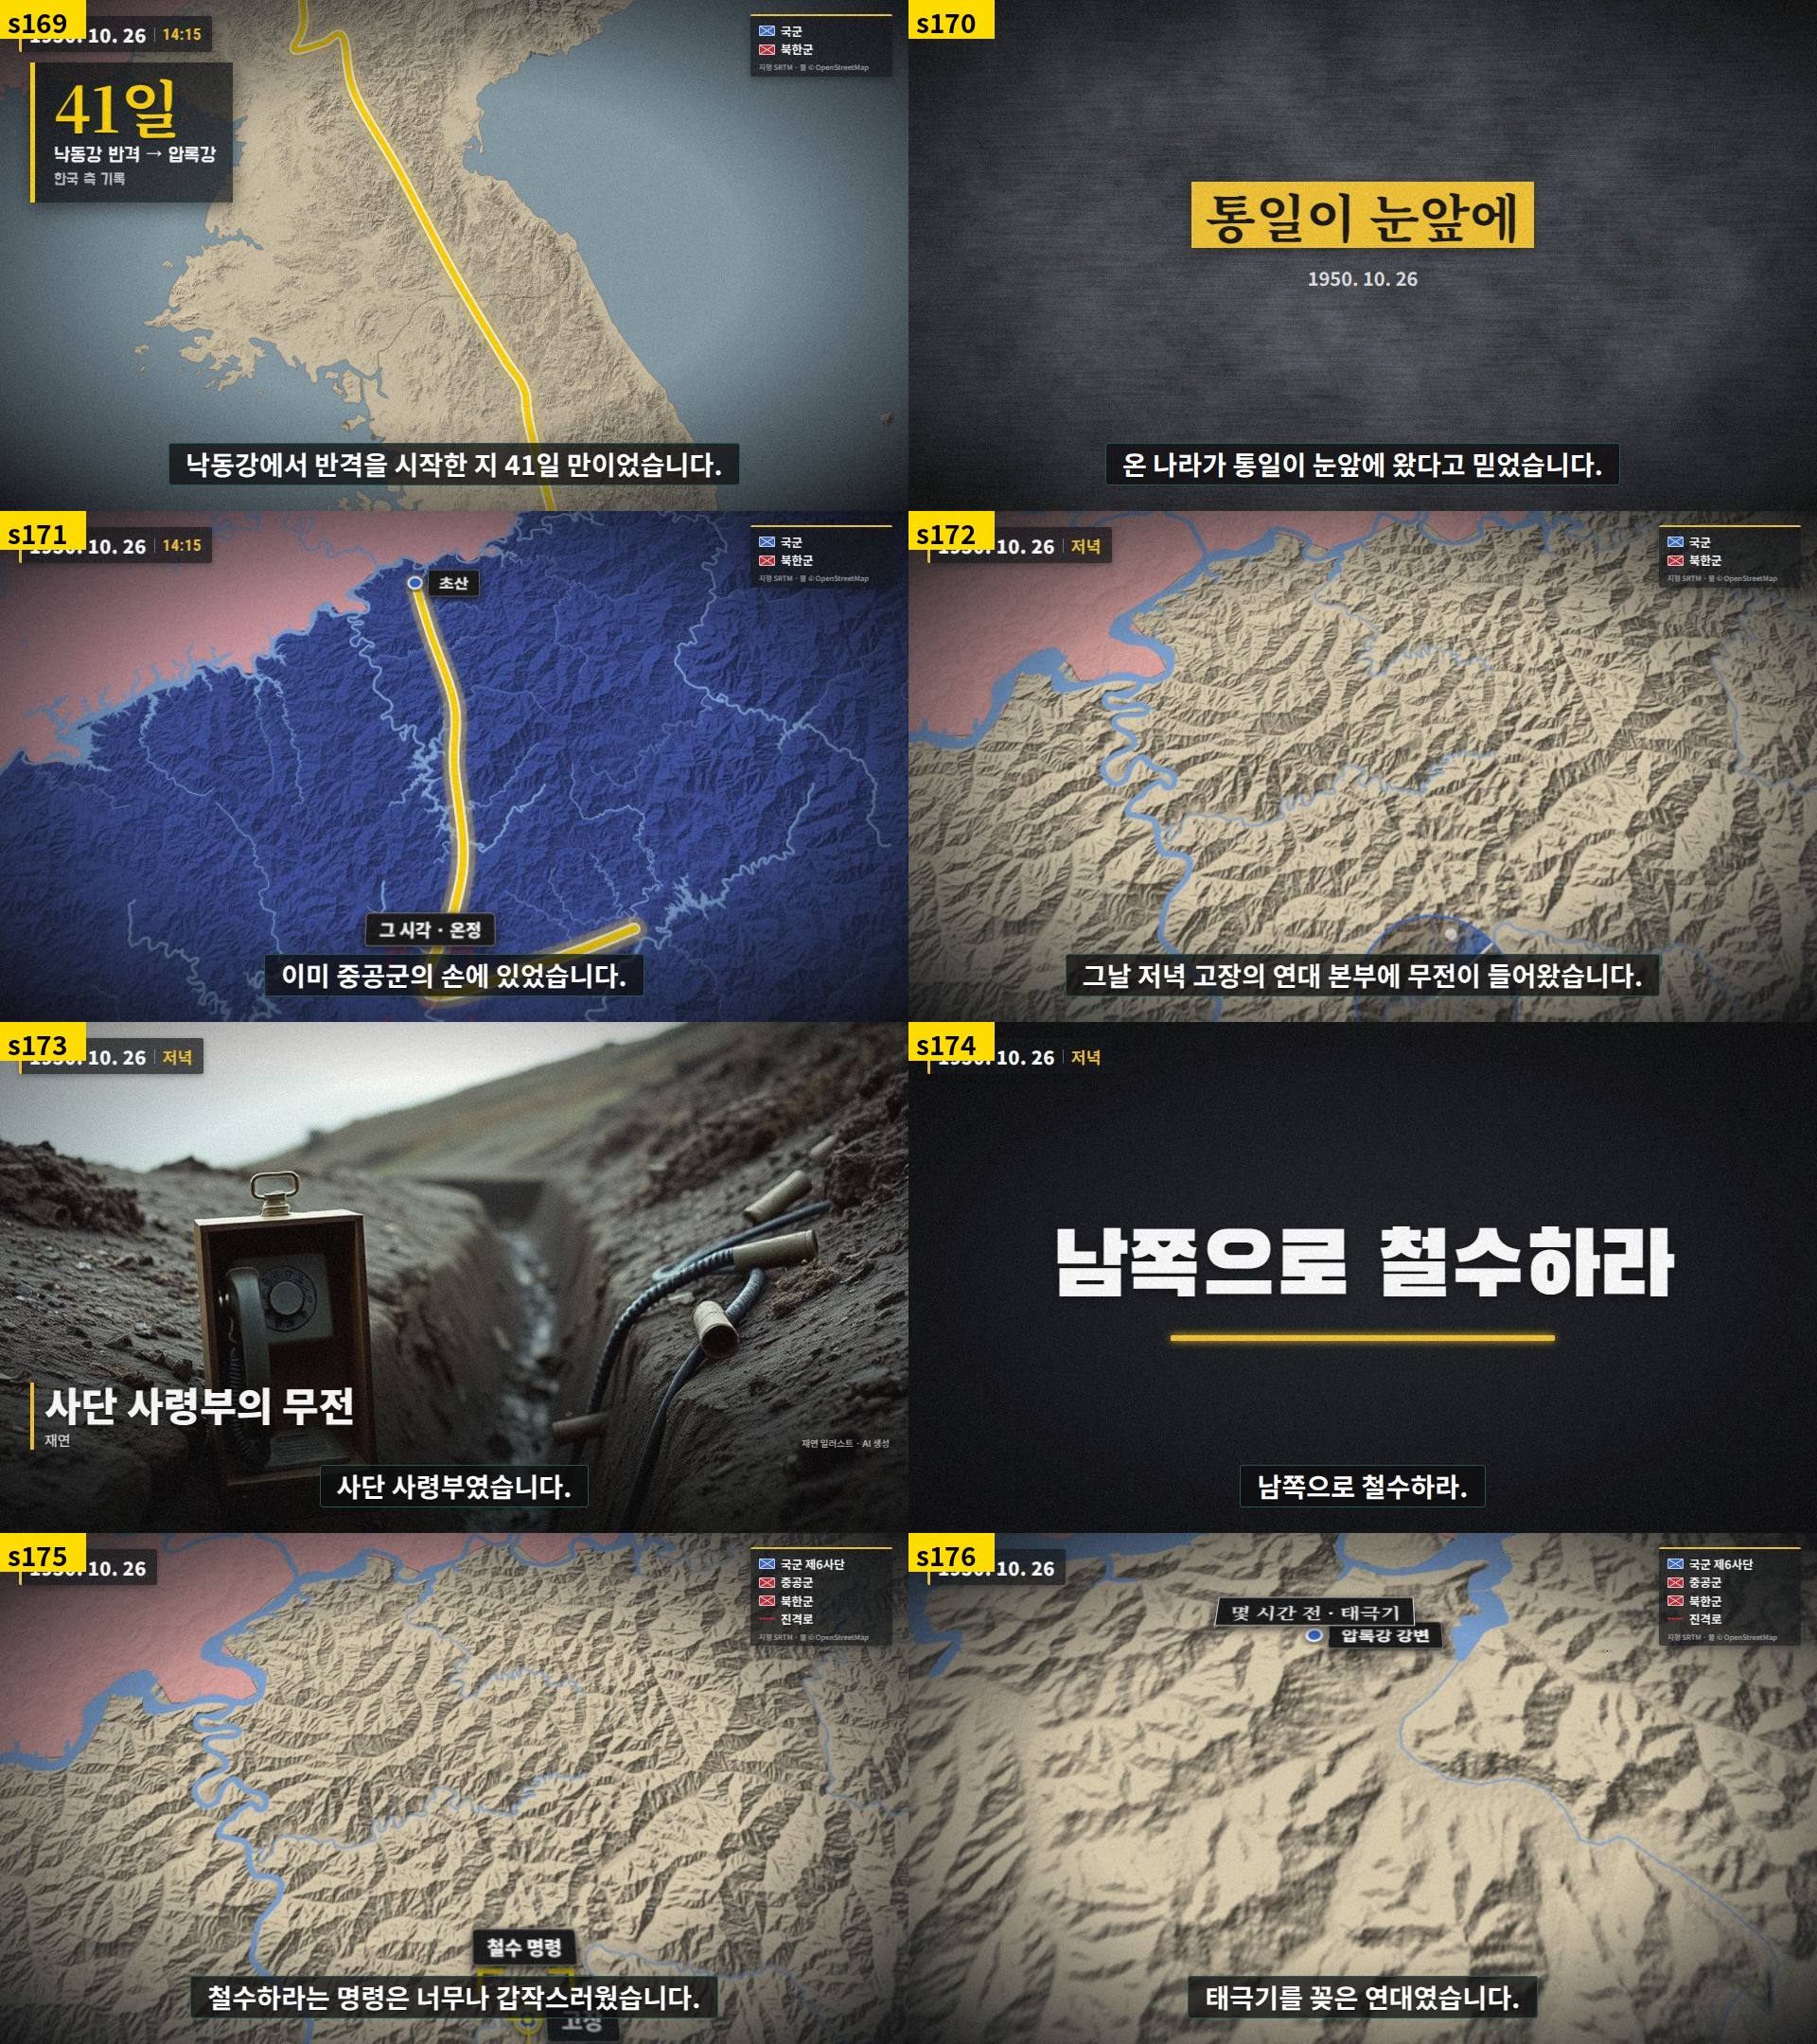 s169
10. 26 14:15
41일
낙동강 반격 → 압록강
한국 측 기록
국군
북한군
지형 SRTM · 물 © OpenStreetMap
낙동강에서 반격을 시작한 지 41일 만이었습니다.
s170
통일이 눈앞에
1950. 10. 26
온 나라가 통일이 눈앞에 왔다고 믿었습니다.
s171
10. 26 14:15
국군
북한군
지형 SRTM · 물 © OpenStreetMap
초산
그 시각 · 온정
이미 중공군의 손에 있었습니다.
s172
10. 26 저녁
국군
북한군
지형 SRTM · 물 © OpenStreetMap
그날 저녁 고장의 연대 본부에 무전이 들어왔습니다.
s173
10. 26 저녁
사단 사령부의 무전
재연
재연 일러스트 · AI 생성
사단 사령부였습니다.
s174
10. 26 저녁
남쪽으로 철수하라
남쪽으로 철수하라.
s175
10. 26
국군 제6사단
중공군
북한군
진격로
지형 SRTM · 물 © OpenStreetMap
철수 명령
철수하라는 명령은 너무나 갑작스러웠습니다.
고장
s176
10. 26
국군 제6사단
중공군
북한군
진격로
지형 SRTM · 물 © OpenStreetMap
몇 시간 전 · 태극기
압록강 강변
태극기를 꽂은 연대였습니다.